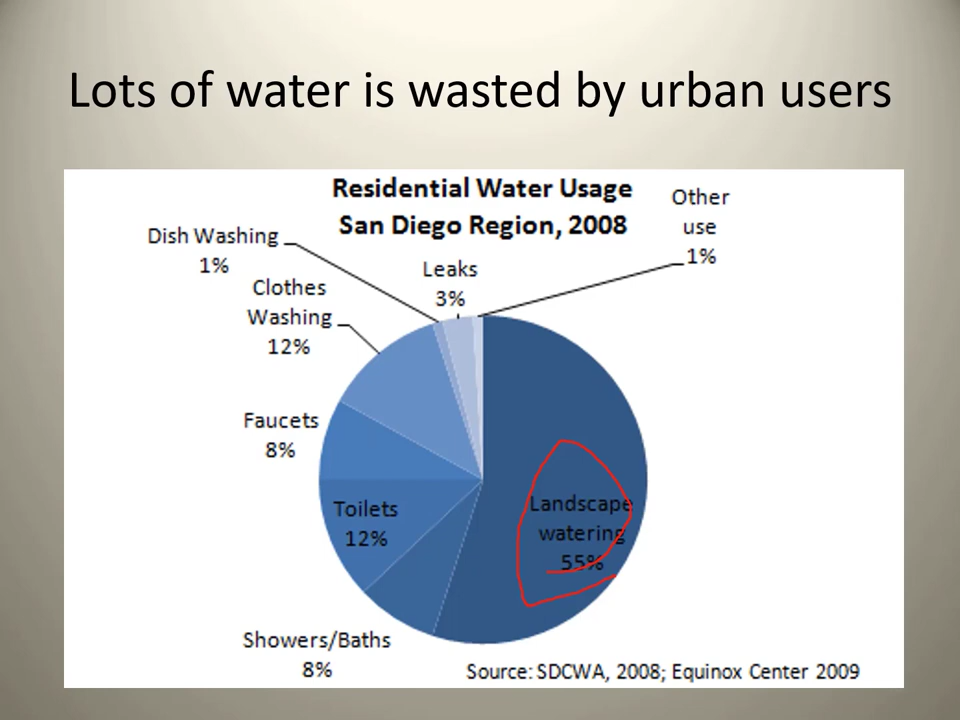 Lots of water is wasted by urban users
Residential Water Usage
San Diego Region, 2008
Other
use
1%
Dish Washing
1%
Leaks
3%
Clothes
Washing
12%
Faucets
8%
Landscape
watering
55%
Toilets
12%
Showers/Baths
8%
Source: SDCWA, 2008; Equinox Center 2009